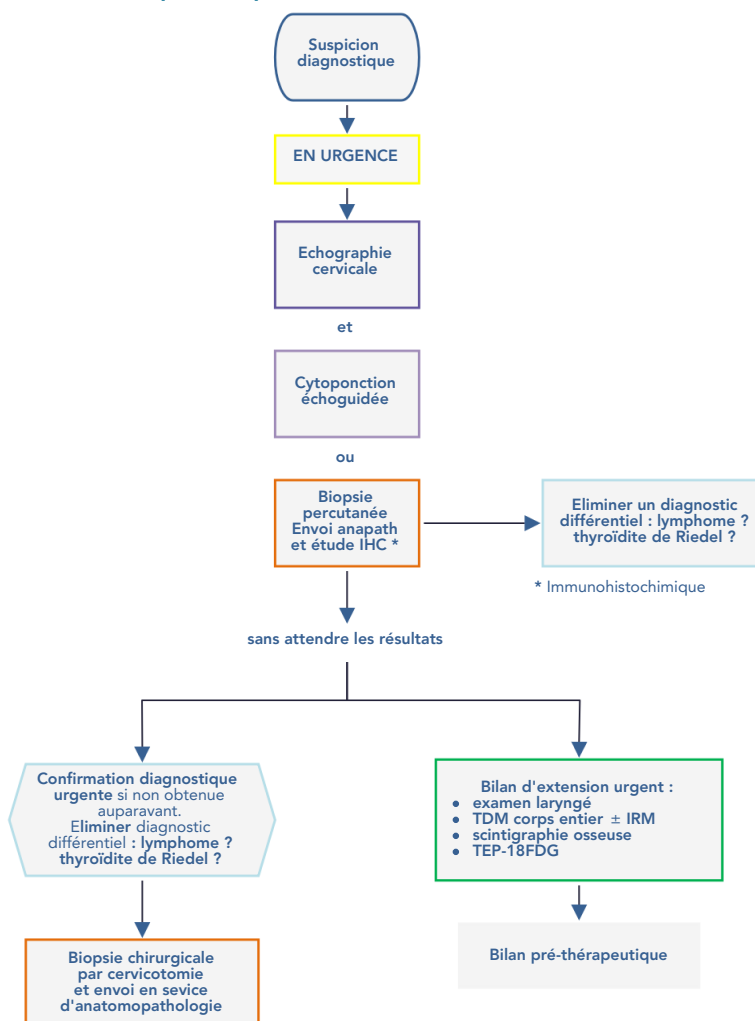 Suspicion
diagnostique
EN URGENCE
Echographie
cervicale
et
Cytoponction
échoguidée
ou
Biopsie
percutanée
Envoi anapath
et étude IHC *
Eliminer un diagnostic
différentiel : lymphome ?
thyroïdite de Riedel ?
* Immunohistochimique
sans attendre les résultats
Confirmation diagnostique
urgente si non obtenue
auparavant.
Eliminer diagnostic
différentiel : lymphome ?
thyroïdite de Riedel ?
Bilan d'extension urgent :
• examen laryngé
• TDM corps entier ± IRM
• scintigraphie osseuse
• TEP-18FDG
Biopsie chirurgicale
par cervicotomie
et envoi en sevice
d'anatomopathologie
Bilan pré-thérapeutique